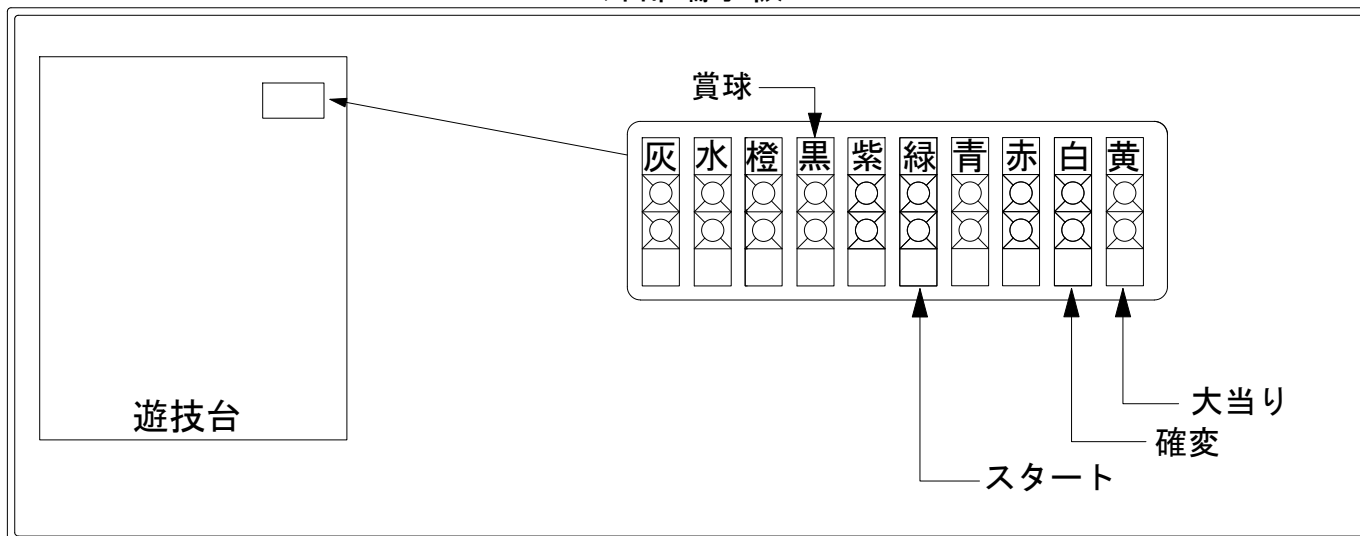 賞球
灰 水 橙 黒 紫 緑 青 赤 白 黄
遊技台
大当り
確変
スタート